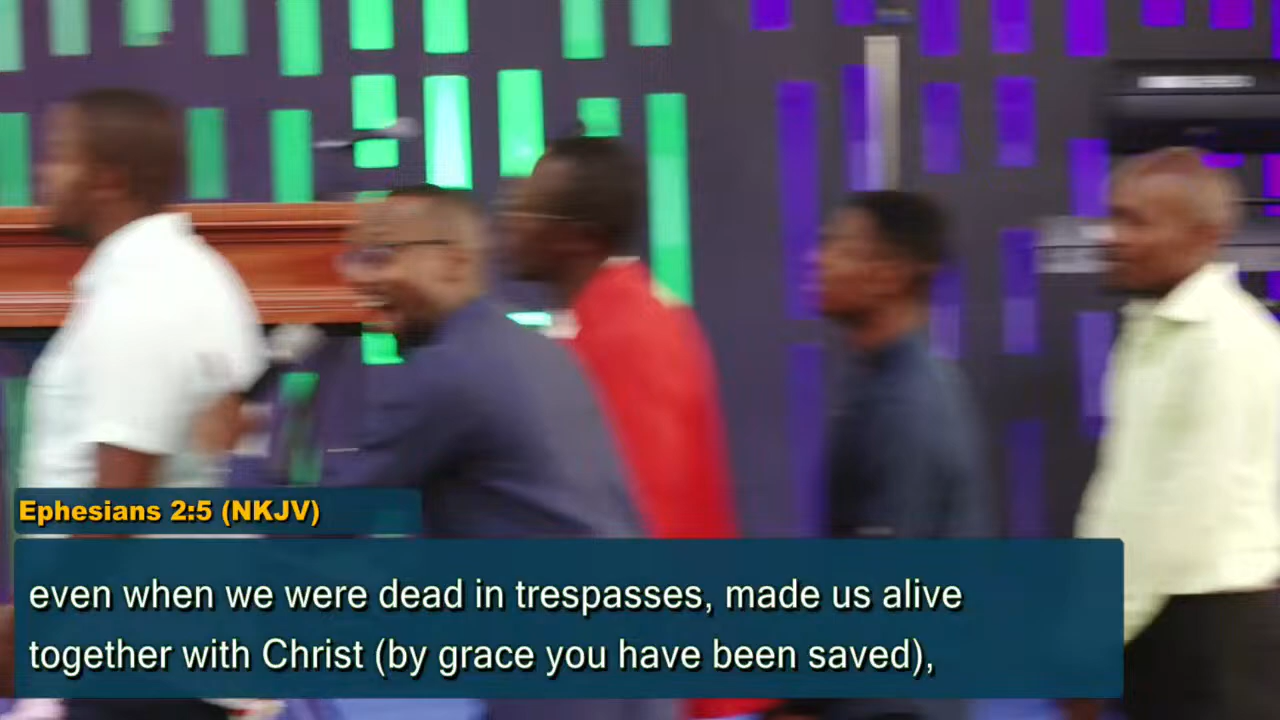 Ephesians 2:5 (NKJV)
even when we were dead in trespasses, made us alive
together with Christ (by grace you have been saved),